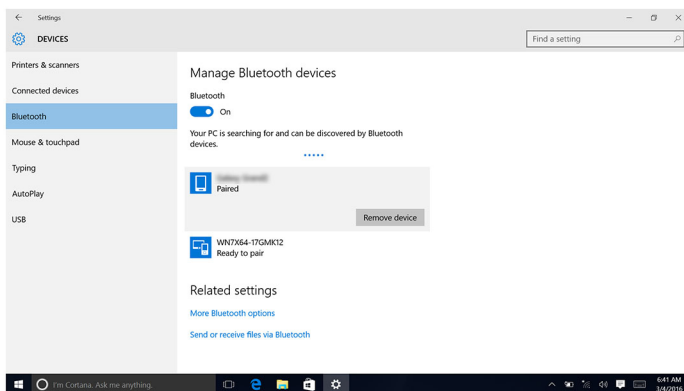 Settings
DEVICES
Find a setting
Printers & scanners
Connected devices
Bluetooth
Mouse & touchpad
Typing
AutoPlay
USB
Manage Bluetooth devices
Bluetooth
On
Your PC is searching for and can be discovered by Bluetooth
devices.
Paired
Remove device
WN7X64-17GMK12
Ready to pair
Related settings
More Bluetooth options
Send or receive files via Bluetooth
I'm Cortana. Ask me anything.
6:41 AM
3/4/2016